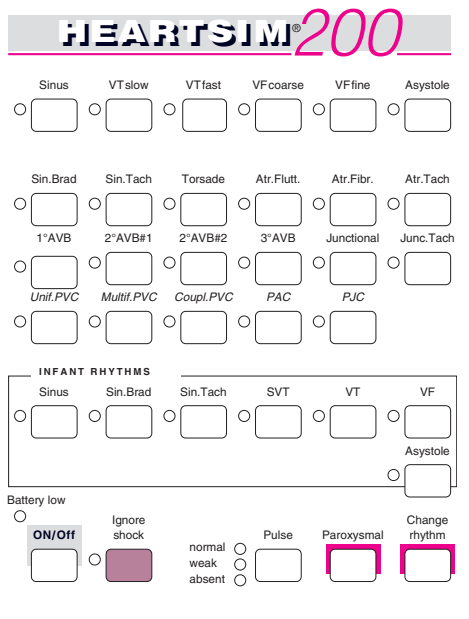 HEARTSIM® 200
Sinus VTslow VTfast VFcoarse VFfine Asystole
Sin.Brad Sin.Tach Torsade Atr.Flutt. Atr.Fibr. Atr.Tach
1°AVB 2°AVB#1 2°AVB#2 3°AVB Junctional Junc.Tach
Unif.PVC Multif.PVC Coupl.PVC PAC PJC
INFANT RHYTHMS
Sinus Sin.Brad Sin.Tach SVT VT VF
Asystole
Battery low
ON/Off
Ignore
shock
normal
weak
absent
Pulse
Paroxysmal
Change
rhythm